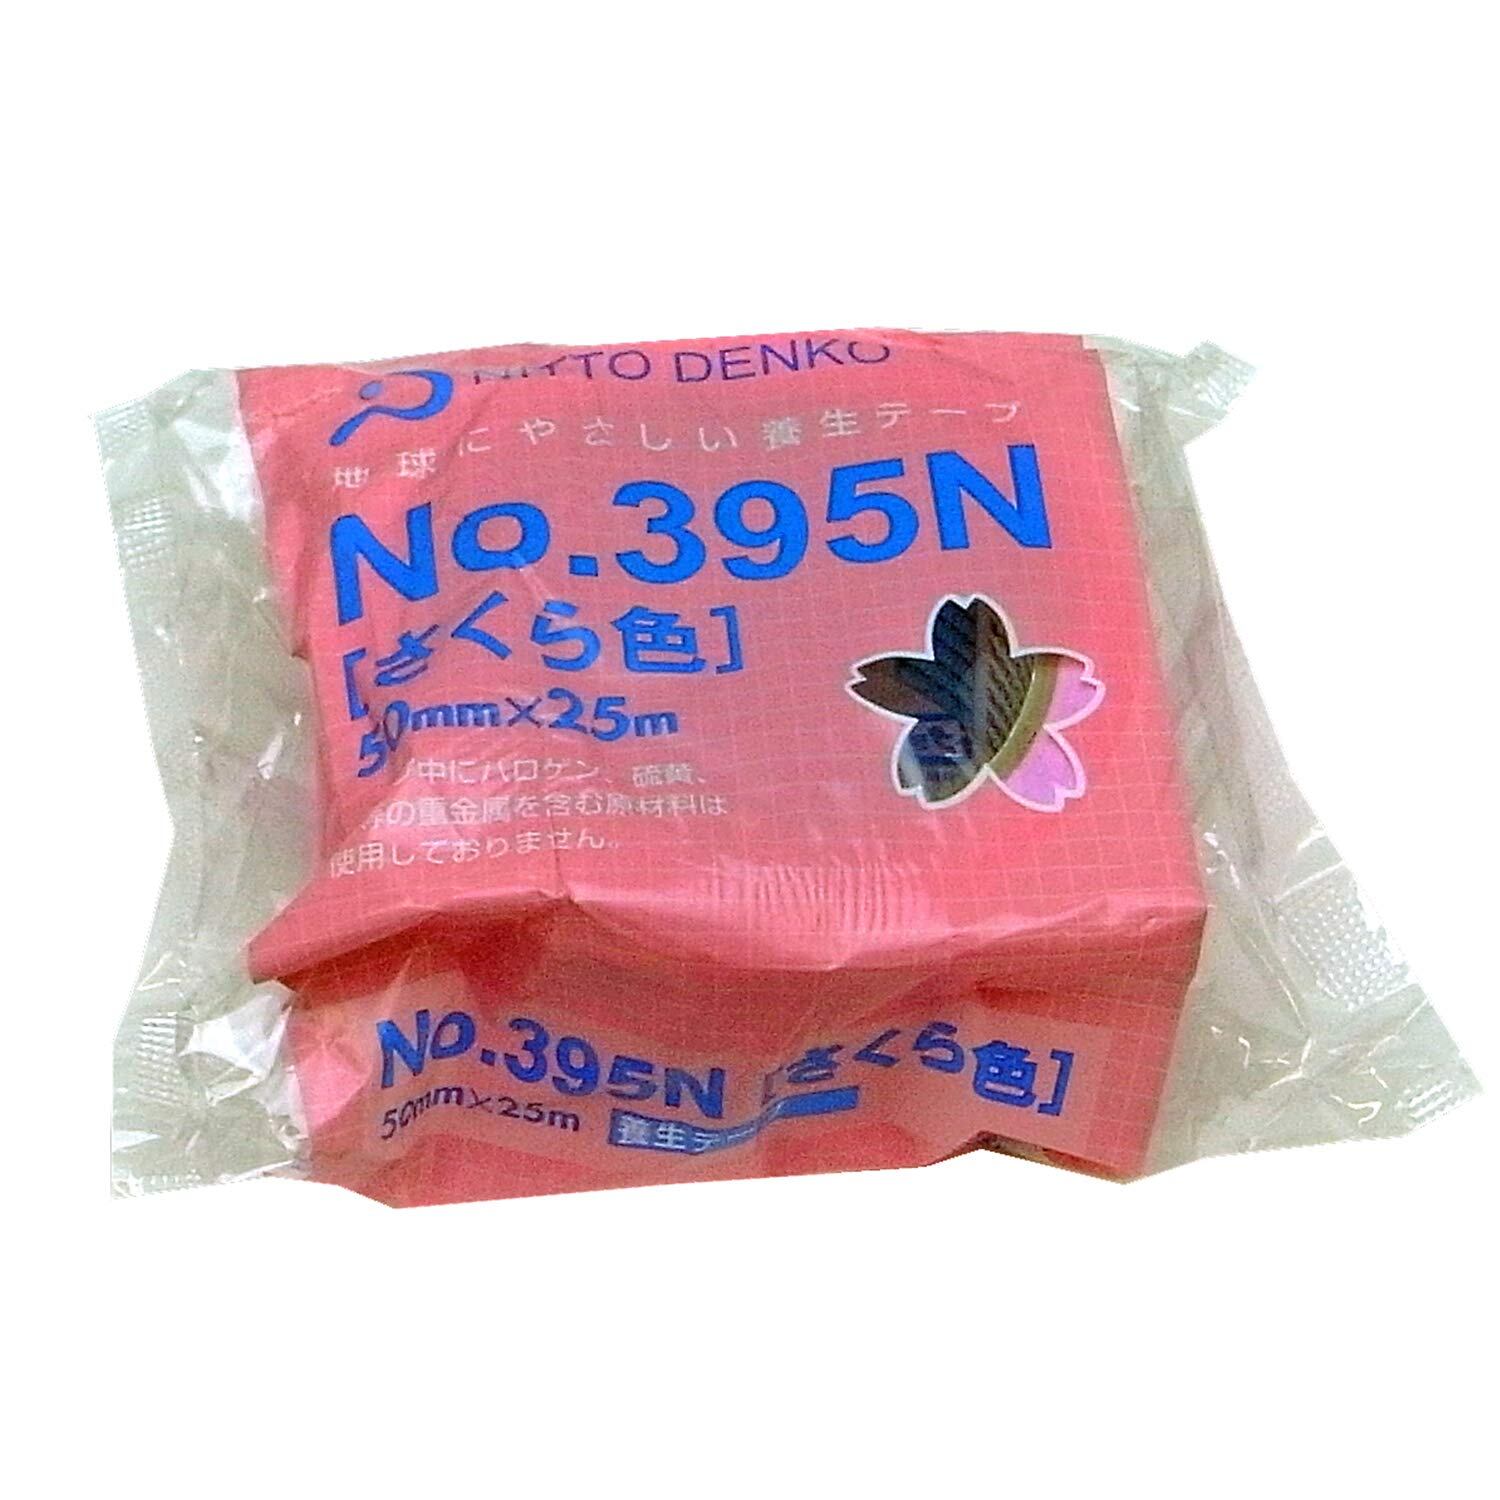 NITTO DENKO
地球にやさしい養生テープ
No.395N
[さくら色]
50mm×25m
中にハロゲン、硫黄、
等の重金属を含む原材料は
使用しておりません。
No.395N [さくら色]
50mm×25m 養生テー